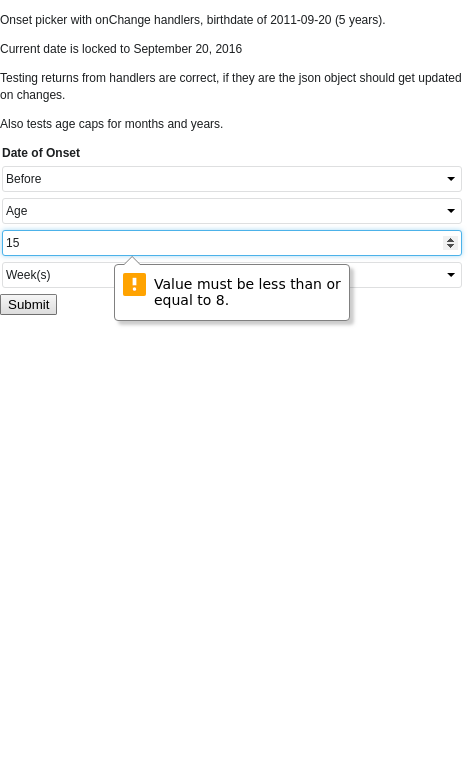 Onset picker with onChange handlers, birthdate of 2011-09-20 (5 years).
Current date is locked to September 20, 2016
Testing returns from handlers are correct, if they are the json object should get updated
on changes.
Also tests age caps for months and years.
Date of Onset
Before
Age
15
Week(s)
Value must be less than or
equal to 8.
Submit